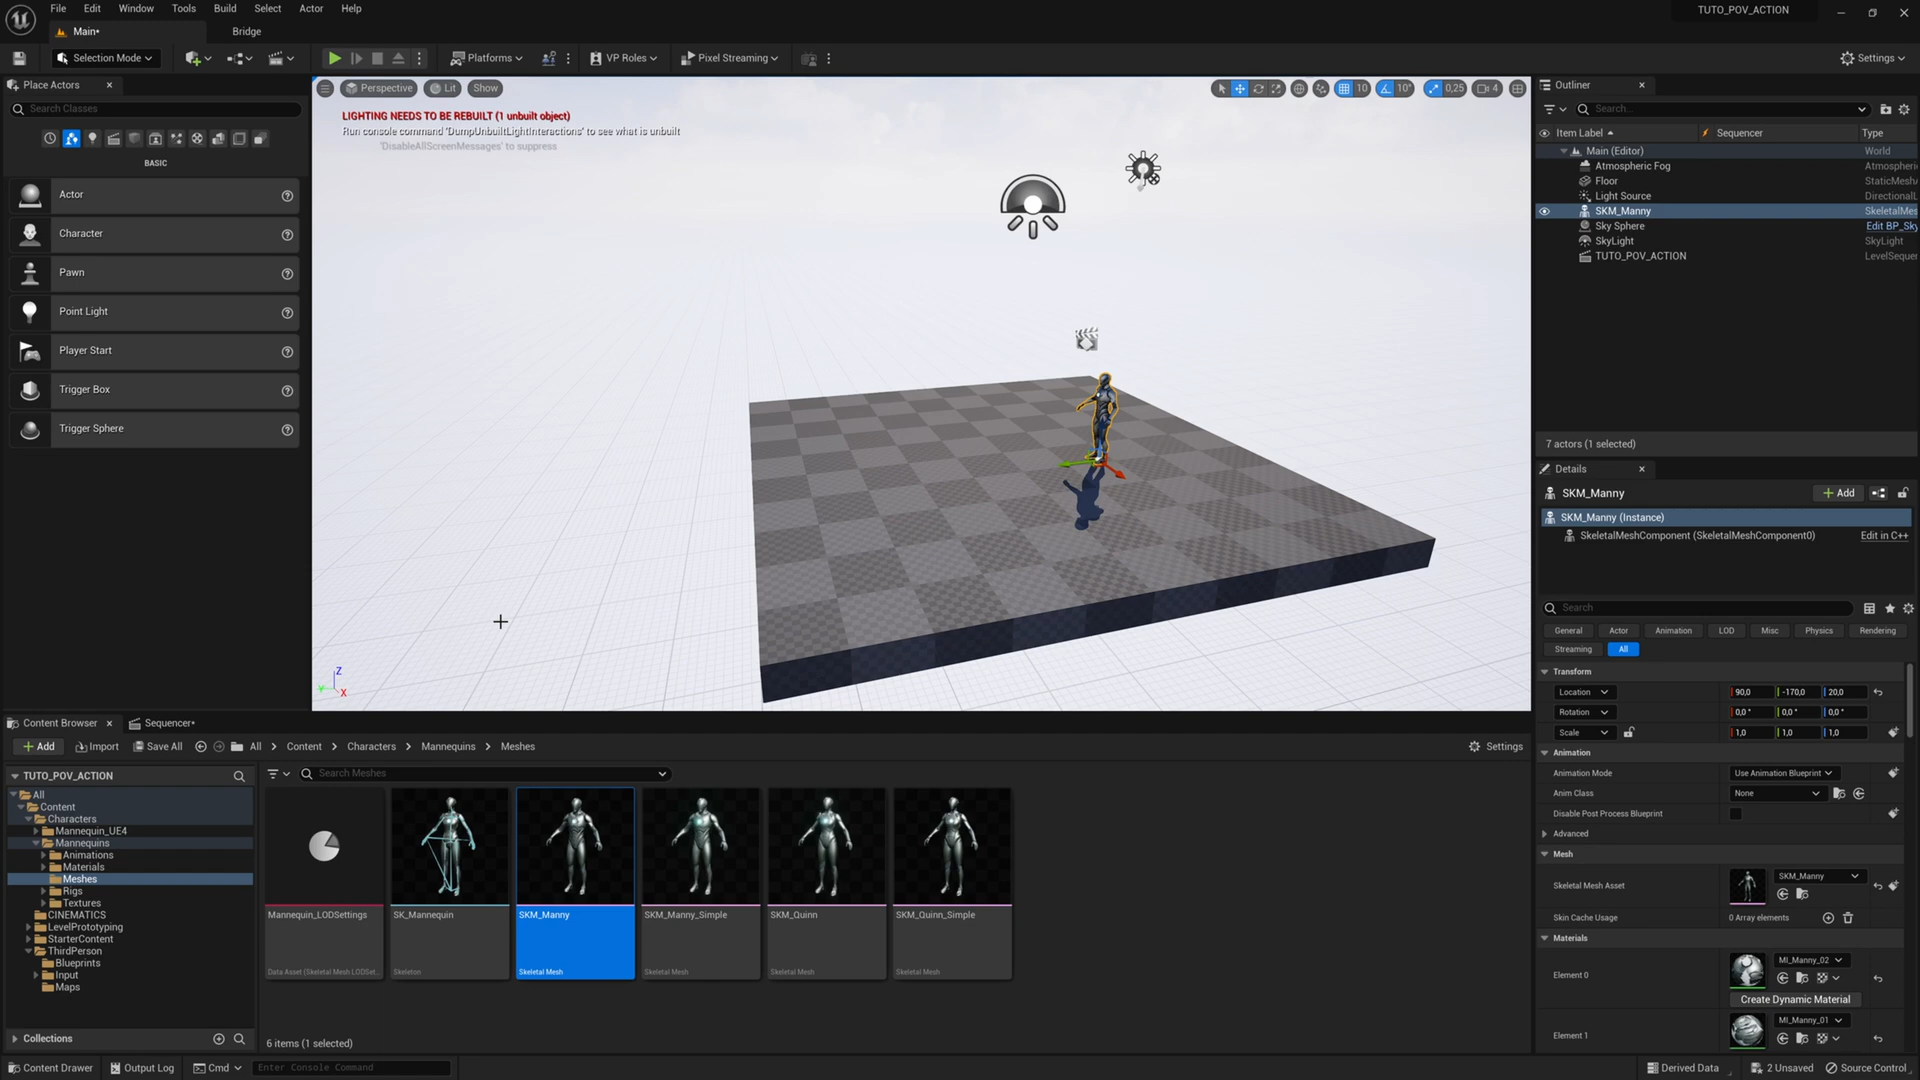 File Edit Window Tools Build Select Actor Help
TUTO_POV_ACTION
Main•
Bridge
Selection Mode
Platforms
VP Roles
Pixel Streaming
Settings
Place Actors
Search Classes
BASIC
Actor
Character
Pawn
Point Light
Player Start
Trigger Box
Trigger Sphere
Perspective
Lit
Show
10
10°
0,25
4
LIGHTING NEEDS TO BE REBUILT (1 unbuilt object)
Run console command 'DumpUnbuiltLightInteractions' to see what is unbuilt
'DisableAllScreenMessages' to suppress
Z
Y
X
Outliner
Search...
Item Label Sequencer Type
Main (Editor) World
Atmospheric Fog Atmospheric
Floor StaticMesh
Light Source DirectionalL
SKM_Manny SkeletalMes
Sky Sphere Edit BP_Sky
SkyLight SkyLight
TUTO_POV_ACTION LevelSequen
7 actors (1 selected)
Details
SKM_Manny
Add
SKM_Manny (Instance)
SkeletalMeshComponent (SkeletalMeshComponent0) Edit in C++
Search
General Actor Animation LOD Misc Physics Rendering
Streaming All
Transform
Location 90,0 -170,0 20,0
Rotation 0,0 ° 0,0 ° 0,0 °
Scale 1,0 1,0 1,0
Animation
Animation Mode Use Animation Blueprint
Anim Class None
Disable Post Process Blueprint
Advanced
Mesh
Skeletal Mesh Asset SKM_Manny
Skin Cache Usage 0 Array elements
Materials
Element 0 MI_Manny_02
Create Dynamic Material
Element 1 MI_Manny_01
Content Browser
Sequencer*
Add Import Save All All Content Characters Mannequins Meshes Settings
TUTO_POV_ACTION
All
Content
Characters
Mannequin_UE4
Mannequins
Animations
Materials
Meshes
Rigs
Textures
CINEMATICS
LevelPrototyping
StarterContent
ThirdPerson
Blueprints
Input
Maps
Collections
Search Meshes
Mannequin_LODSettings
Data Asset (Skeletal Mesh LODSet...
SK_Mannequin
Skeleton
SKM_Manny
Skeletal Mesh
SKM_Manny_Simple
Skeletal Mesh
SKM_Quinn
Skeletal Mesh
SKM_Quinn_Simple
Skeletal Mesh
6 items (1 selected)
Content Drawer Output Log Cmd Enter Console Command Derived Data 2 Unsaved Source Control